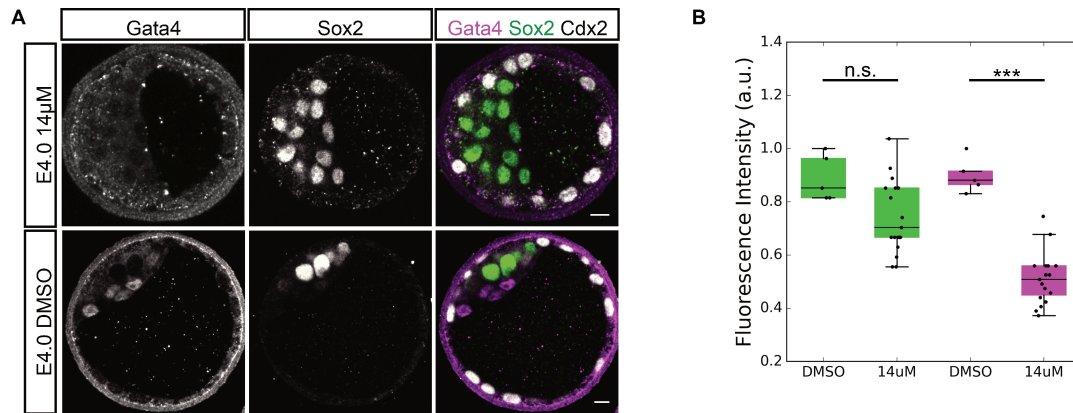 A
Gata4
Sox2
Gata4 Sox2 Cdx2
E4.0 14µM
E4.0 DMSO
B
Fluorescence Intensity (a.u.)
1.4
1.2
1.0
0.8
0.6
0.4
0.2
n.s.
***
DMSO
14uM
DMSO
14uM